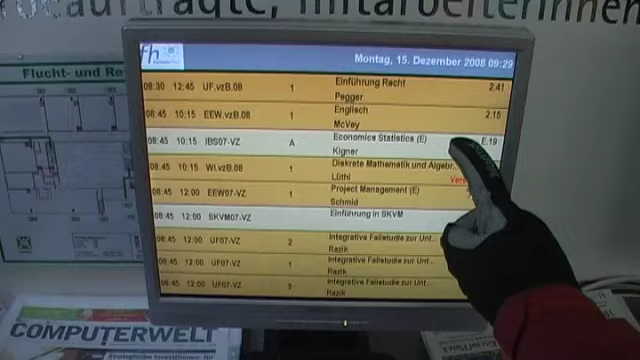 mitarbeiterinnen
Flucht- und Re
fh
Montag, 15. Dezember 2008 09:29
08:30 12:45 UF.vzB.08 1 Einführung Recht 2.41
Pegger
08:45 10:15 EEW.vzB.08 1 Englisch 2.15
McVey
08:45 10:15 IBS07-VZ A Economics Statistics (E) E.19
Kigner
08:45 10:15 WI.vzB.08 1 Diskrete Mathematik und Algebr...
Lüthi
08:45 12:00 EEW07-VZ 1 Project Management (E)
Schmid
08:45 12:00 SKVM07-VZ Einführung in SKVM
08:45 12:00 UF07-VZ 2 Integrative Fallstudie zur Unt...
Razik
08:45 12:00 UF07-VZ 1 Integrative Fallstudie zur Unt...
Razik
08:45 12:00 UF07-VZ 3 Integrative Fallstudie zur Unt...
Razik
COMPUTERWELT